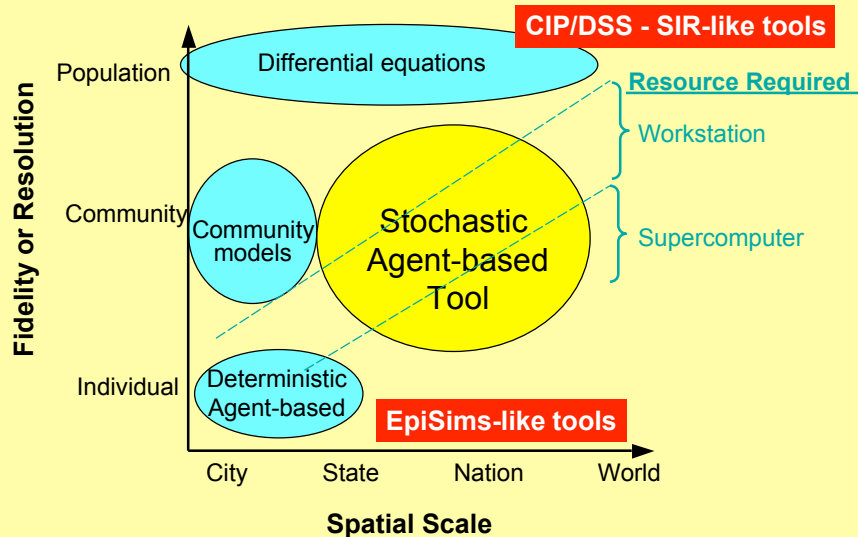 CIP/DSS - SIR-like tools
Population
Differential equations
Resource Required
Workstation
Fidelity or Resolution
Community
Community
models
Stochastic
Agent-based
Tool
Supercomputer
Individual
Deterministic
Agent-based
EpiSims-like tools
City
State
Nation
World
Spatial Scale